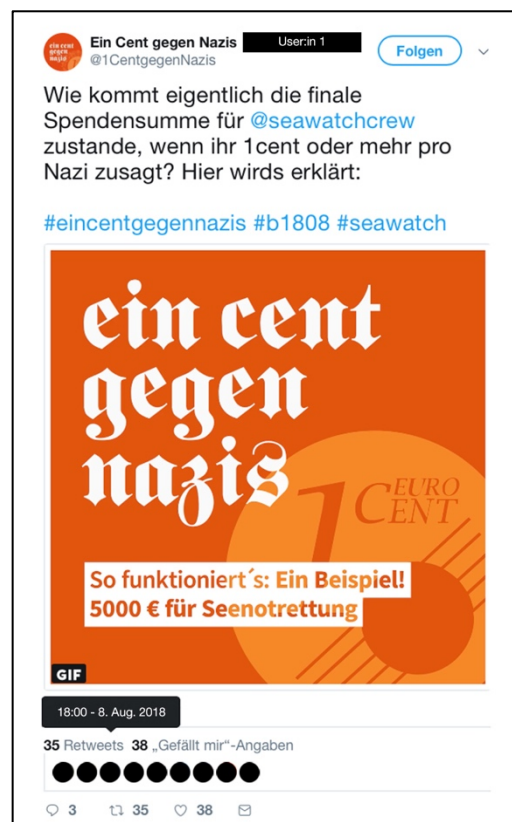 Ein Cent gegen Nazis
User:in 1
@1CentgegenNazis
Folgen
ein cent
gegen
nazis
Wie kommt eigentlich die finale
Spendensumme für @seawatchcrew
zustande, wenn ihr 1cent oder mehr pro
Nazi zusagt? Hier wirds erklärt:
#eincentgegennazis #b1808 #seawatch
ein cent
gegen
nazis
1 EURO
CENT
So funktioniert´s: Ein Beispiel!
5000 € für Seenotrettung
GIF
18:00 - 8. Aug. 2018
35 Retweets 38 „Gefällt mir“-Angaben
3 35 38